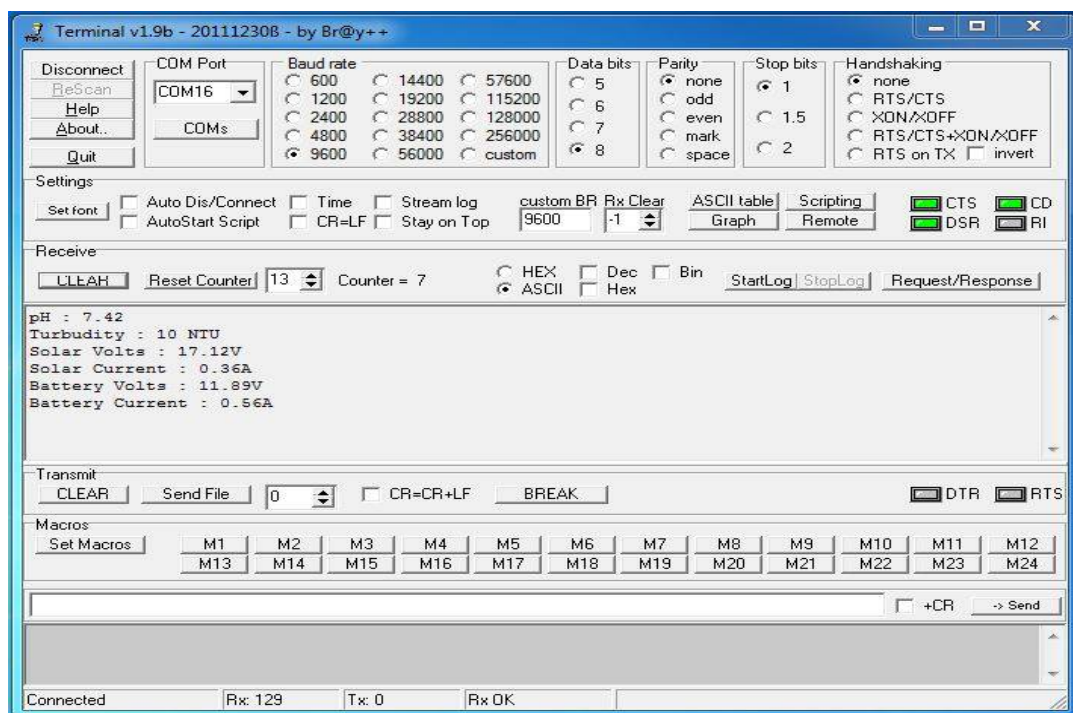 Terminal v1.9b - 20111230ß - by Br@y++
Disconnect
ReScan
Help
About..
Quit
COM Port
COM16
COMs
Baud rate
600 14400 57600
1200 19200 115200
2400 28800 128000
4800 38400 256000
9600 56000 custom
Data bits
5
6
7
8
Parity
none
odd
even
mark
space
Stop bits
1
1.5
2
Handshaking
none
RTS/CTS
XON/XOFF
RTS/CTS+XON/XOFF
RTS on TX invert
Settings
Set font
Auto Dis/Connect Time Stream log
AutoStart Script CR=LF Stay on Top
custom BR Rx Clear
9600 -1
ASCII table Scripting
Graph Remote
CTS CD
DSR RI
Receive
CLEAR Reset Counter 13 Counter = 7
HEX Dec Bin
ASCII Hex
StartLog StopLog Request/Response
pH : 7.42
Turbudity : 10 NTU
Solar Volts : 17.12V
Solar Current : 0.36A
Battery Volts : 11.89V
Battery Current : 0.56A
Transmit
CLEAR Send File 0 CR=CR+LF BREAK DTR RTS
Macros
Set Macros M1 M2 M3 M4 M5 M6 M7 M8 M9 M10 M11 M12
M13 M14 M15 M16 M17 M18 M19 M20 M21 M22 M23 M24
+CR -> Send
Connected Rx: 129 Tx: 0 Rx OK